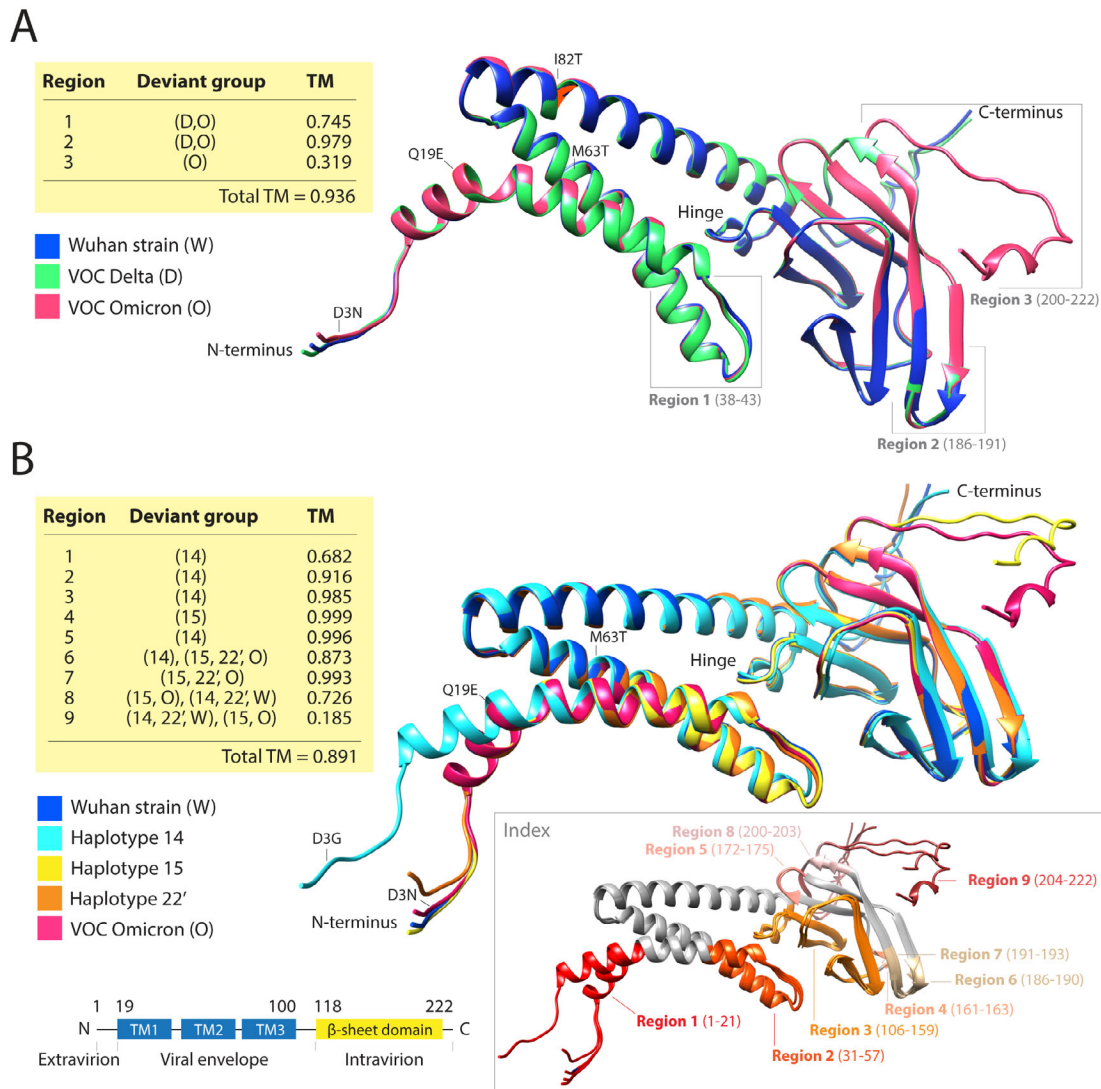 A
Region Deviant group TM
1 (D,O) 0.745
2 (D,O) 0.979
3 (O) 0.319
Total TM = 0.936
Wuhan strain (W)
VOC Delta (D)
VOC Omicron (O)
I82T
Q19E
M63T
Hinge
C-terminus
D3N
N-terminus
Region 1 (38-43)
Region 2 (186-191)
Region 3 (200-222)
B
Region Deviant group TM
1 (14) 0.682
2 (14) 0.916
3 (14) 0.985
4 (15) 0.999
5 (14) 0.996
6 (14), (15, 22', O) 0.873
7 (15, 22', O) 0.993
8 (15, O), (14, 22', W) 0.726
9 (14, 22', W), (15, O) 0.185
Total TM = 0.891
Wuhan strain (W)
Haplotype 14
Haplotype 15
Haplotype 22'
VOC Omicron (O)
C-terminus
M63T
Hinge
Q19E
D3G
D3N
N-terminus
Index
Region 8 (200-203)
Region 5 (172-175)
Region 9 (204-222)
Region 7 (191-193)
Region 6 (186-190)
Region 4 (161-163)
Region 3 (106-159)
Region 1 (1-21)
Region 2 (31-57)
1 19 100 118 222
N TM1 TM2 TM3 β-sheet domain C
Extravirion Viral envelope Intravirion